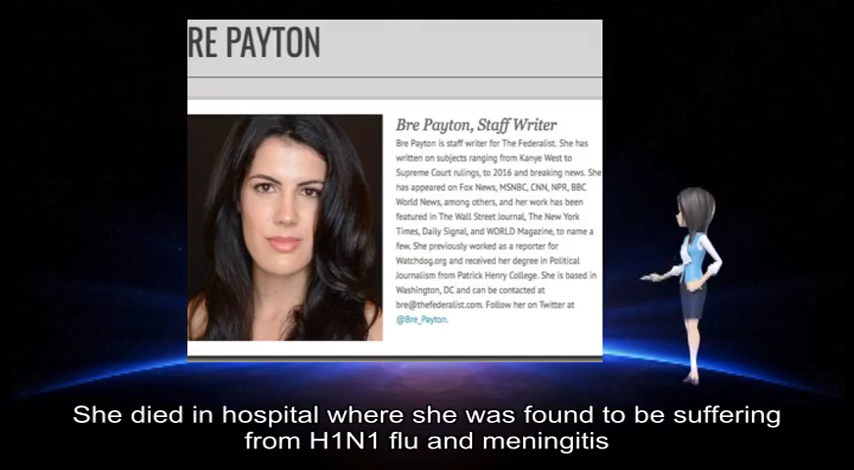 RE PAYTON
Bre Payton, Staff Writer
Bre Payton is staff writer for The Federalist. She has
written on subjects ranging from Kanye West to
Supreme Court rulings, to 2016 and breaking news. She
has appeared on Fox News, MSNBC, CNN, NPR, BBC
World News, among others, and her work has been
featured in The Wall Street Journal, The New York
Times, Daily Signal, and WORLD Magazine, to name a
few. She previously worked as a reporter for
Watchdog.org and received her degree in Political
Journalism from Patrick Henry College. She is based in
Washington, DC and can be contacted at
bre@thefederalist.com. Follow her on Twitter at
@Bre_Payton.
She died in hospital where she was found to be suffering
from H1N1 flu and meningitis